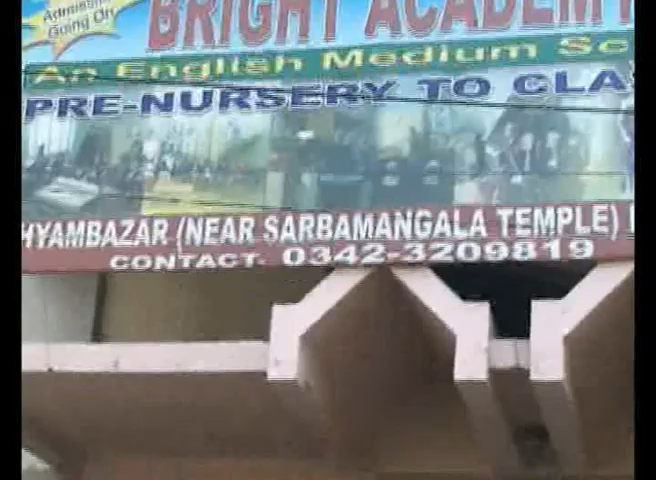 Admission
Going On
BRIGHT ACADEMY
An English Medium Sc
PRE-NURSERY TO CLA
HYAMBAZAR (NEAR SARBAMANGALA TEMPLE)
CONTACT. 0342-3209819